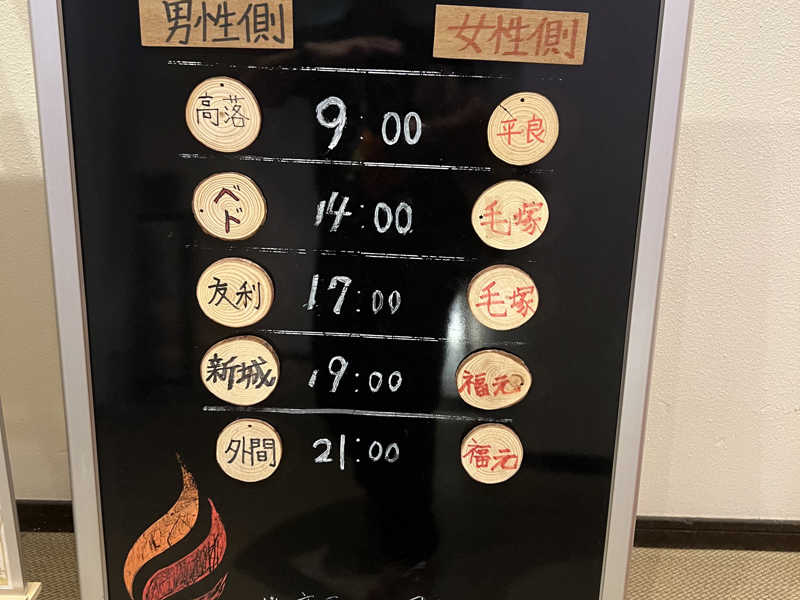 男性側 女性側
高落 9:00 平良
ベド 14:00 毛塚
友利 17:00 毛塚
新城 19:00 福元
外間 21:00 福元